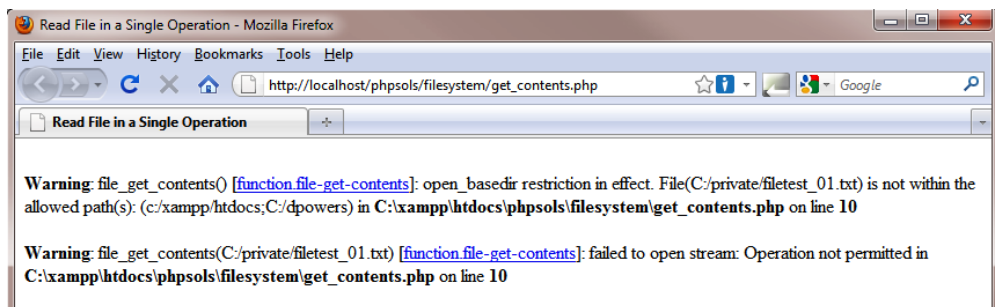 Read File in a Single Operation - Mozilla Firefox
File Edit View History Bookmarks Tools Help
http://localhost/phpsols/filesystem/get_contents.php
Google
Read File in a Single Operation
Warning: file_get_contents() [function.file-get-contents]: open_basedir restriction in effect. File(C:/private/filetest_01.txt) is not within the
allowed path(s): (c:/xampp/htdocs;C:/dpowers) in C:\xampp\htdocs\phpsols\filesystem\get_contents.php on line 10
Warning: file_get_contents(C:/private/filetest_01.txt) [function.file-get-contents]: failed to open stream: Operation not permitted in
C:\xampp\htdocs\phpsols\filesystem\get_contents.php on line 10